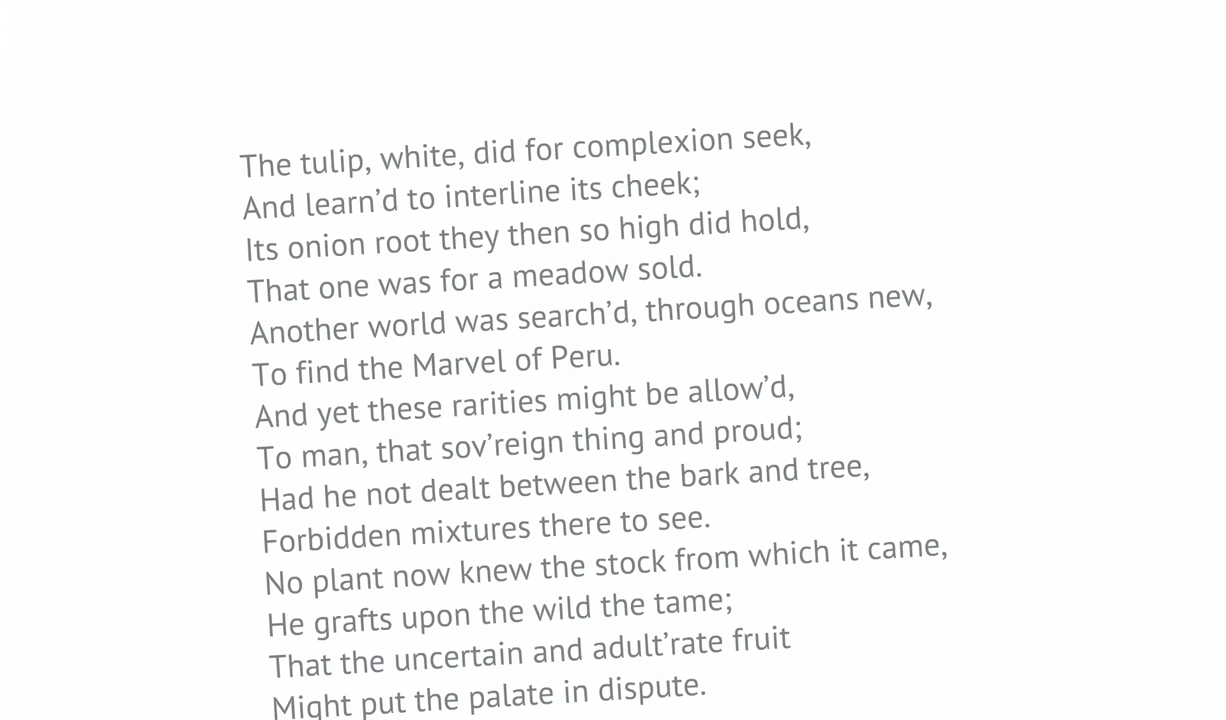 The tulip, white, did for complexion seek,
And learn’d to interline its cheek;
Its onion root they then so high did hold,
That one was for a meadow sold.
Another world was search’d, through oceans new,
To find the Marvel of Peru.
And yet these rarities might be allow’d,
To man, that sov’reign thing and proud;
Had he not dealt between the bark and tree,
Forbidden mixtures there to see.
No plant now knew the stock from which it came,
He grafts upon the wild the tame;
That the uncertain and adult’rate fruit
Might put the palate in dispute.